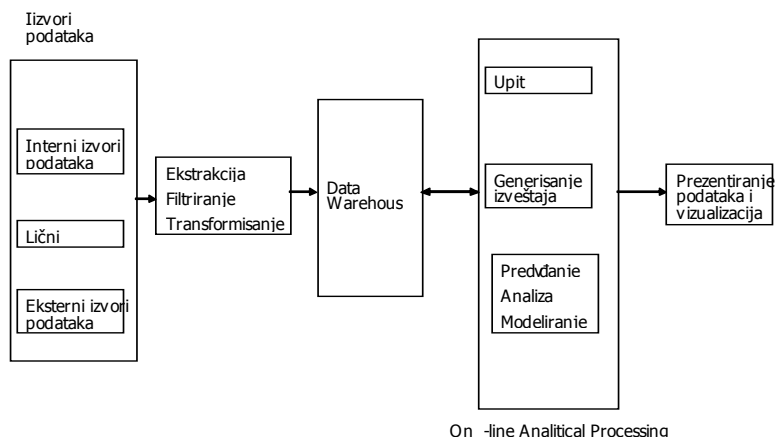 Iizvori
podataka
Interni izvori
podataka
Lični
Eksterni izvori
podataka
Ekstrakcija
Filtriranje
Transformisanje
Data
Warehous
Upit
Generisanje
izveštaja
Predvđanje
Analiza
Modeliranje
Prezentiranje
podataka i
vizualizacija
On -line Analitical Processing